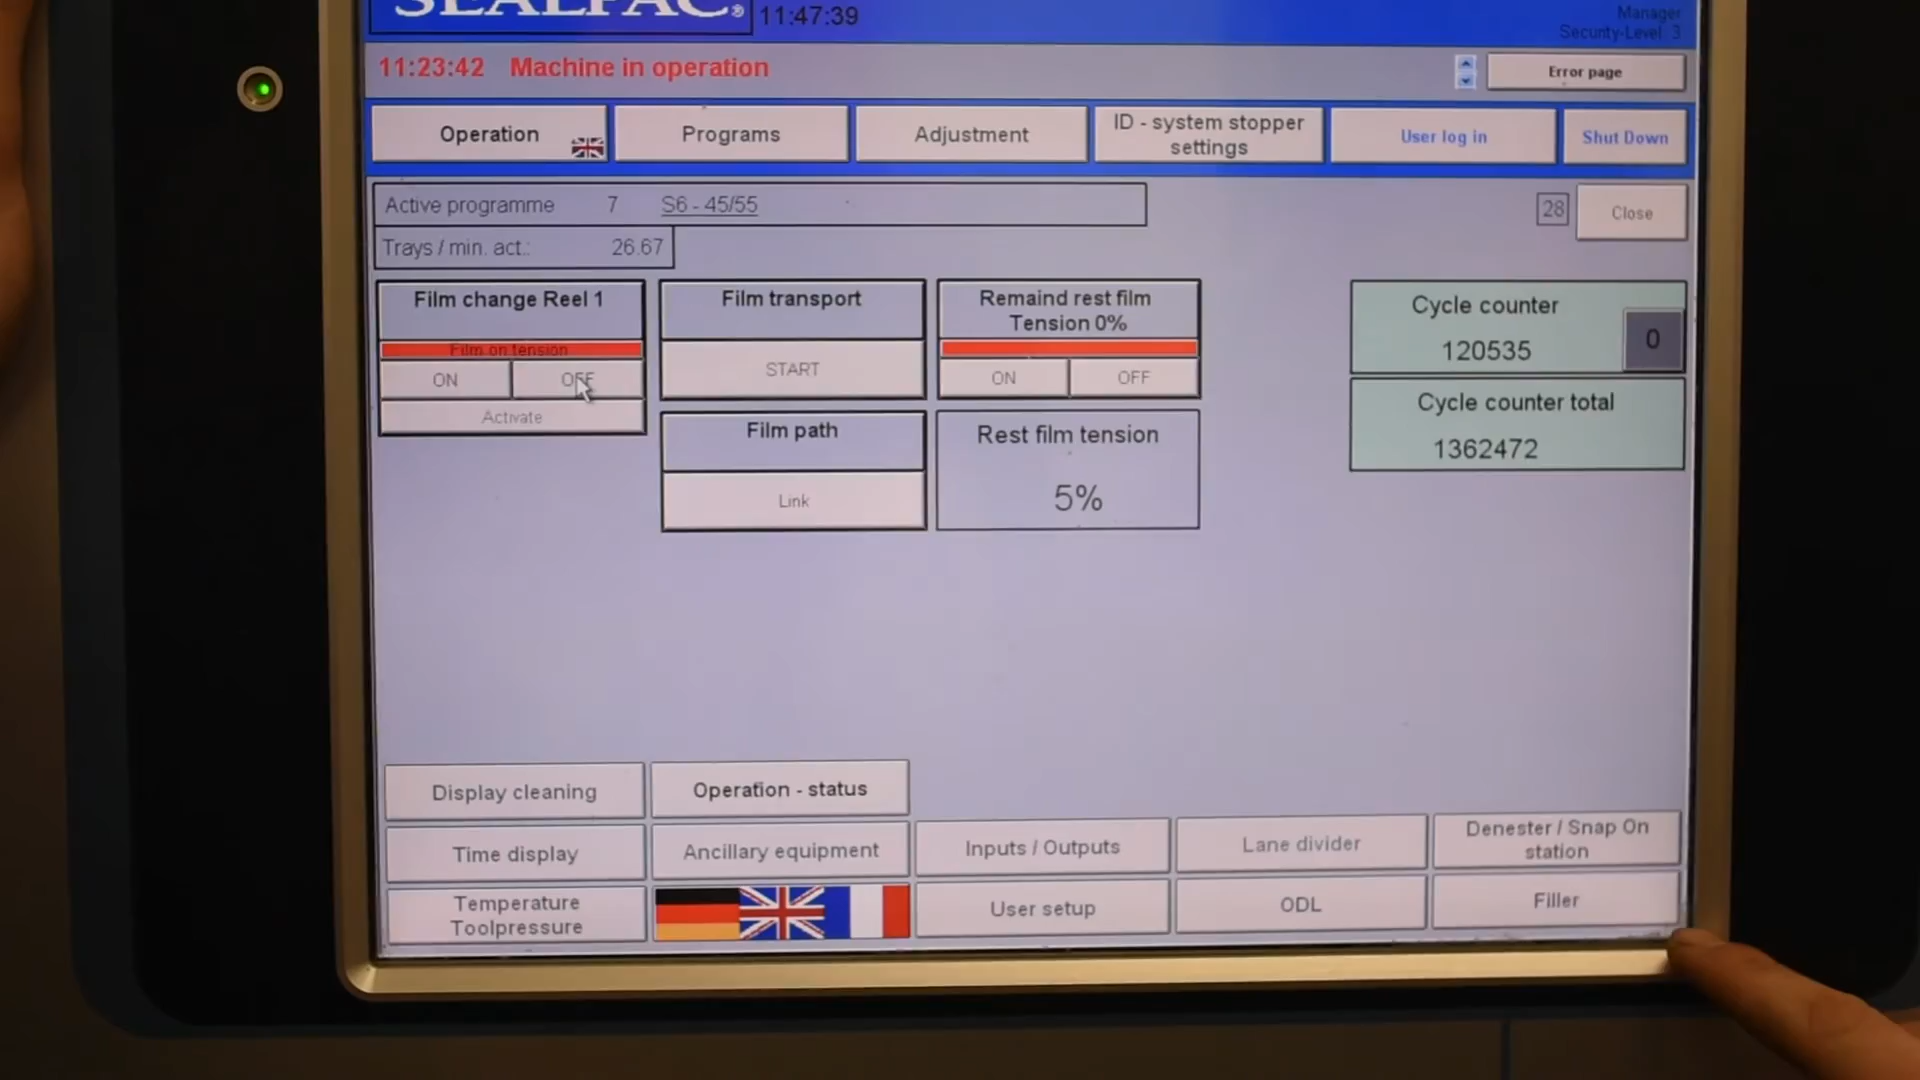 SEALPAC®
11:47:39
Manager
Security-Level: 3
11:23:42 Machine in operation
Error page
Operation
Programs
Adjustment
ID - system stopper
settings
User log in
Shut Down
Active programme 7 S6 - 45/55
28
Close
Trays / min. act.: 26.67
Film change Reel 1
Film on tension
ON
OFF
Activate
Film transport
START
Remaind rest film
Tension 0%
ON
OFF
Cycle counter
120535
0
Film path
Link
Rest film tension
5%
Cycle counter total
1362472
Display cleaning
Operation - status
Time display
Ancillary equipment
Inputs / Outputs
Lane divider
Denester / Snap On
station
Temperature
Toolpressure
User setup
ODL
Filler